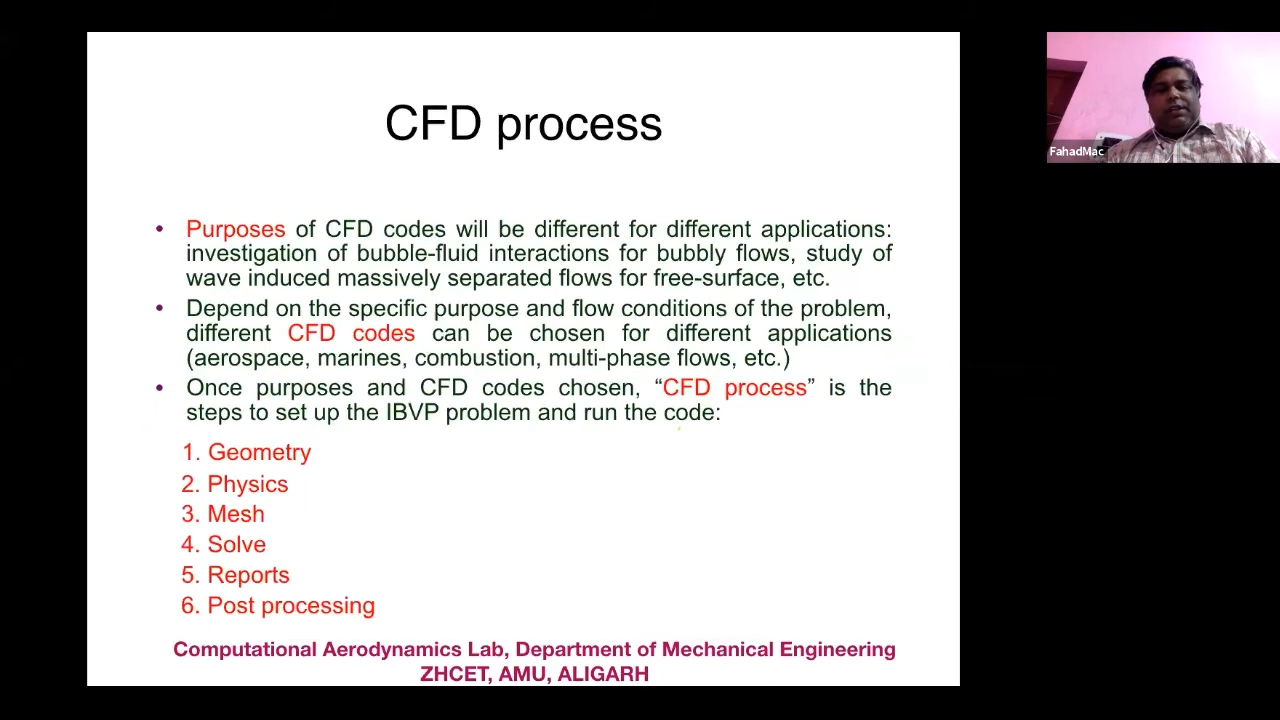 CFD process
FahadMac
• Purposes of CFD codes will be different for different applications:
investigation of bubble-fluid interactions for bubbly flows, study of
wave induced massively separated flows for free-surface, etc.
• Depend on the specific purpose and flow conditions of the problem,
different CFD codes can be chosen for different applications
(aerospace, marines, combustion, multi-phase flows, etc.)
• Once purposes and CFD codes chosen, “CFD process” is the
steps to set up the IBVP problem and run the code:
1. Geometry
2. Physics
3. Mesh
4. Solve
5. Reports
6. Post processing
Computational Aerodynamics Lab, Department of Mechanical Engineering
ZHCET, AMU, ALIGARH